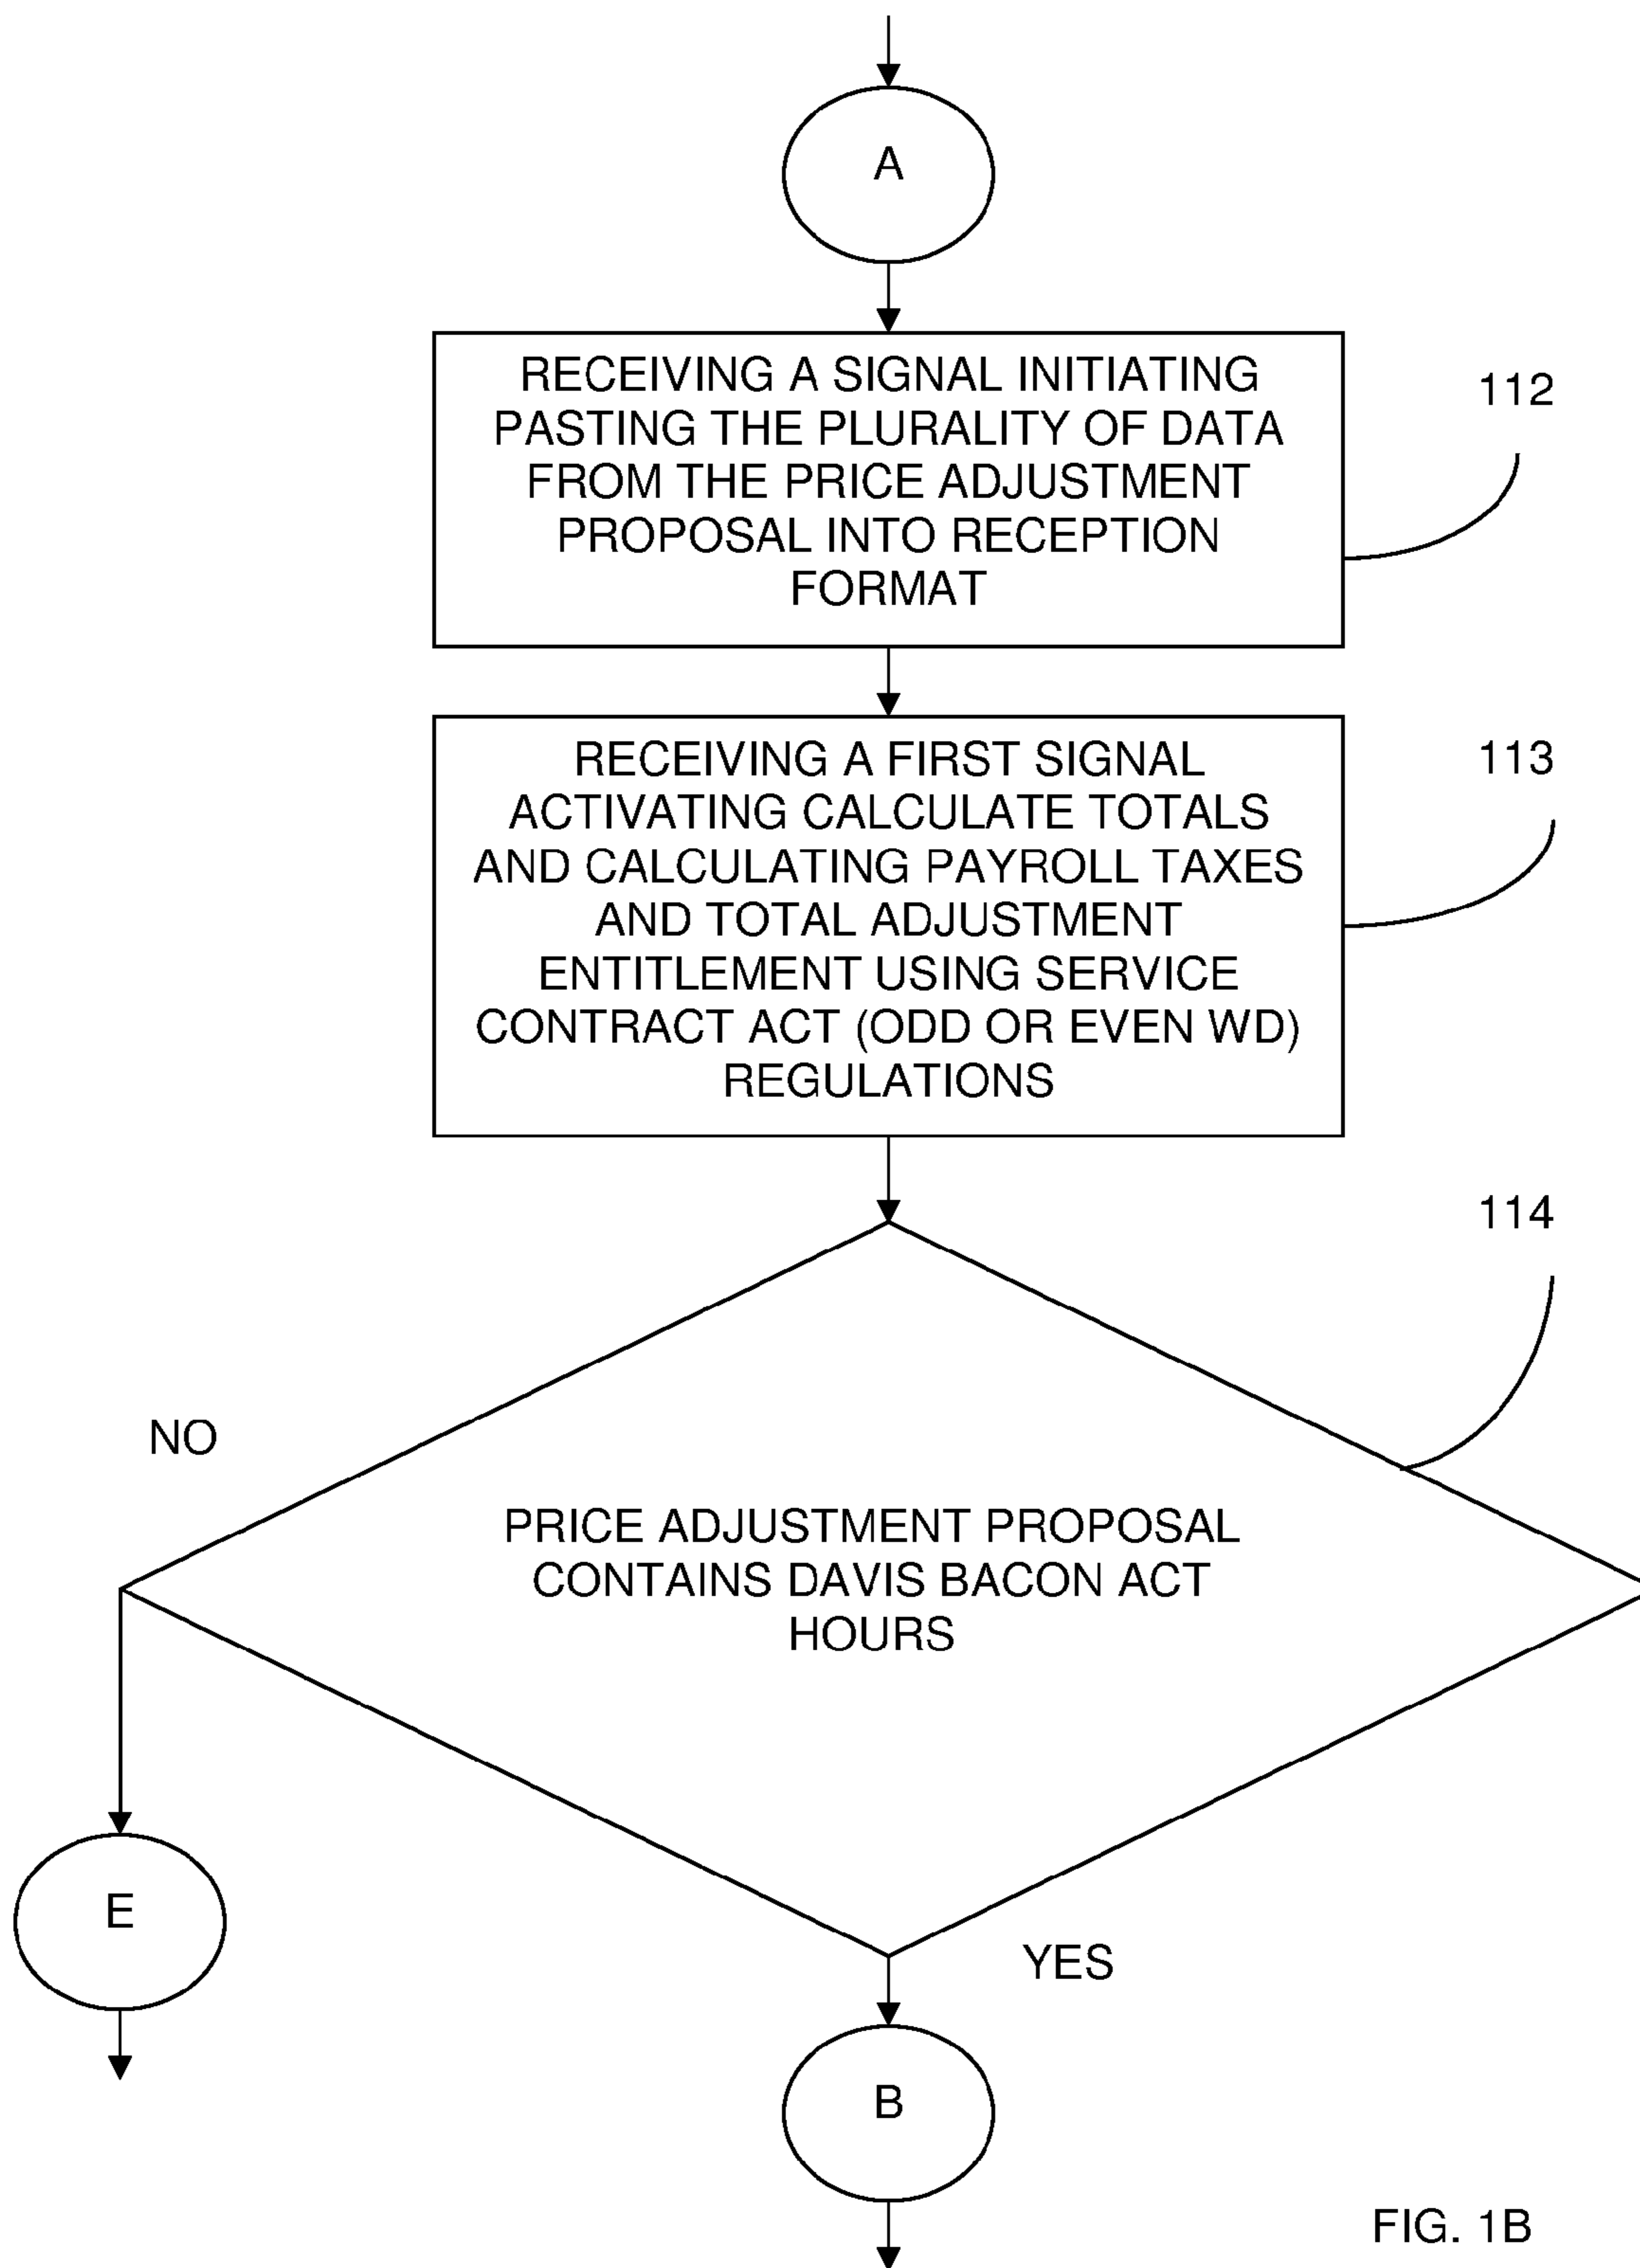 A
RECEIVING A SIGNAL INITIATING
PASTING THE PLURALITY OF DATA
FROM THE PRICE ADJUSTMENT
PROPOSAL INTO RECEPTION
FORMAT
112
RECEIVING A FIRST SIGNAL
ACTIVATING CALCULATE TOTALS
AND CALCULATING PAYROLL TAXES
AND TOTAL ADJUSTMENT
ENTITLEMENT USING SERVICE
CONTRACT ACT (ODD OR EVEN WD)
REGULATIONS
113
114
NO
PRICE ADJUSTMENT PROPOSAL
CONTAINS DAVIS BACON ACT
HOURS
E
YES
B
FIG. 1B